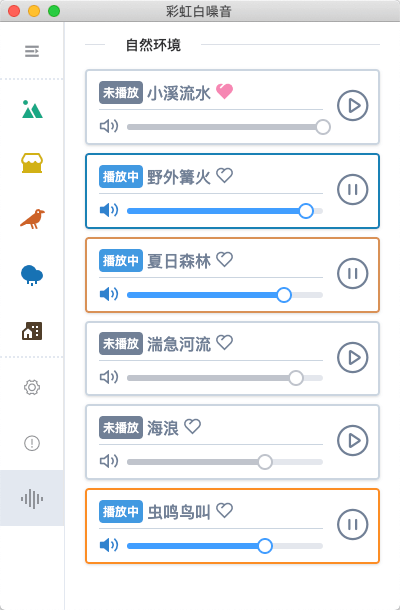 彩虹白噪音
自然环境
未播放 小溪流水
播放中 野外篝火
播放中 夏日森林
未播放 湍急河流
未播放 海浪
播放中 虫鸣鸟叫